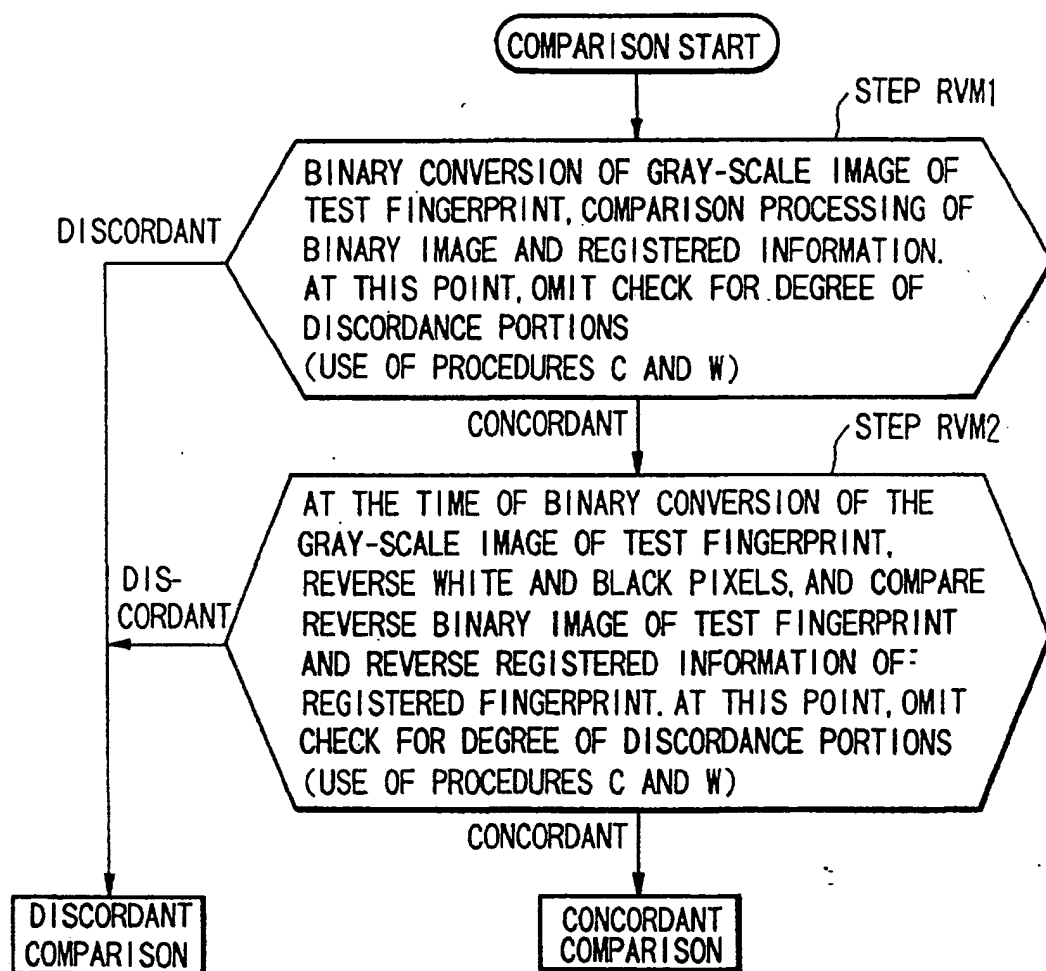 COMPARISON START
STEP RVM1
BINARY CONVERSION OF GRAY-SCALE IMAGE OF
TEST FINGERPRINT, COMPARISON PROCESSING OF
BINARY IMAGE AND REGISTERED INFORMATION.
AT THIS POINT, OMIT CHECK FOR DEGREE OF
DISCORDANCE PORTIONS
(USE OF PROCEDURES C AND W)
DISCORDANT
CONCORDANT
STEP RVM2
AT THE TIME OF BINARY CONVERSION OF THE
GRAY-SCALE IMAGE OF TEST FINGERPRINT,
REVERSE WHITE AND BLACK PIXELS, AND COMPARE
REVERSE BINARY IMAGE OF TEST FINGERPRINT
AND REVERSE REGISTERED INFORMATION OF
REGISTERED FINGERPRINT. AT THIS POINT, OMIT
CHECK FOR DEGREE OF DISCORDANCE PORTIONS
(USE OF PROCEDURES C AND W)
DIS-
CORDANT
CONCORDANT
DISCORDANT
COMPARISON
CONCORDANT
COMPARISON